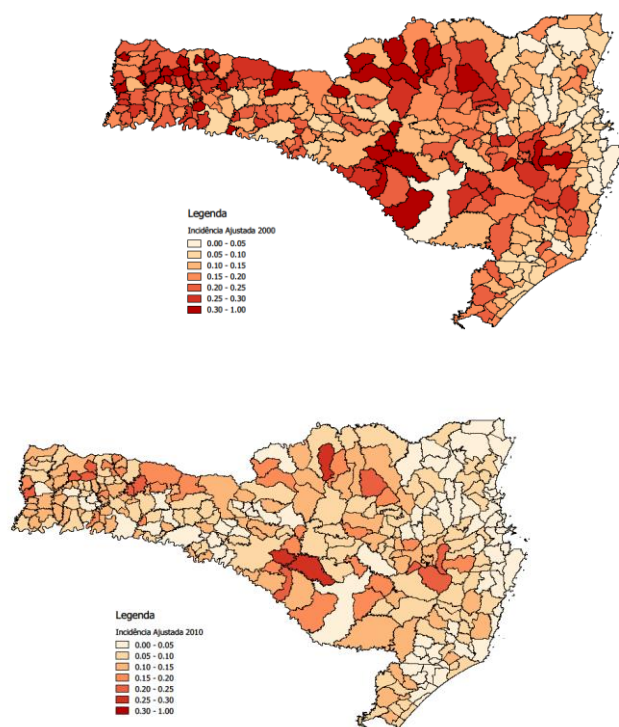 Legenda
Incidência Ajustada 2000
0.00 - 0.05
0.05 - 0.10
0.10 - 0.15
0.15 - 0.20
0.20 - 0.25
0.25 - 0.30
0.30 - 1.00
Legenda
Incidência Ajustada 2010
0.00 - 0.05
0.05 - 0.10
0.10 - 0.15
0.15 - 0.20
0.20 - 0.25
0.25 - 0.30
0.30 - 1.00